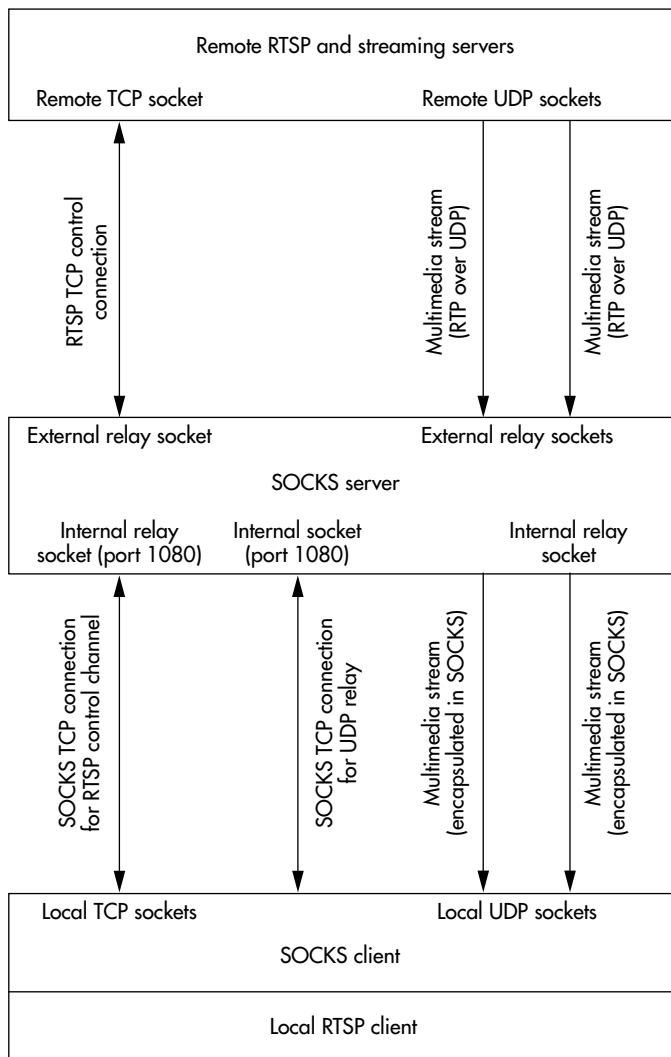 Remote RTSP and streaming servers
Remote TCP socket
Remote UDP sockets
RTSP TCP control
connection
Multimedia stream
(RTP over UDP)
Multimedia stream
(RTP over UDP)
External relay socket
External relay sockets
SOCKS server
Internal relay
socket (port 1080)
Internal socket
(port 1080)
Internal relay
socket
SOCKS TCP connection
for RTSP control channel
SOCKS TCP connection
for UDP relay
Multimedia stream
(encapsulated in SOCKS)
Multimedia stream
(encapsulated in SOCKS)
Local TCP sockets
Local UDP sockets
SOCKS client
Local RTSP client